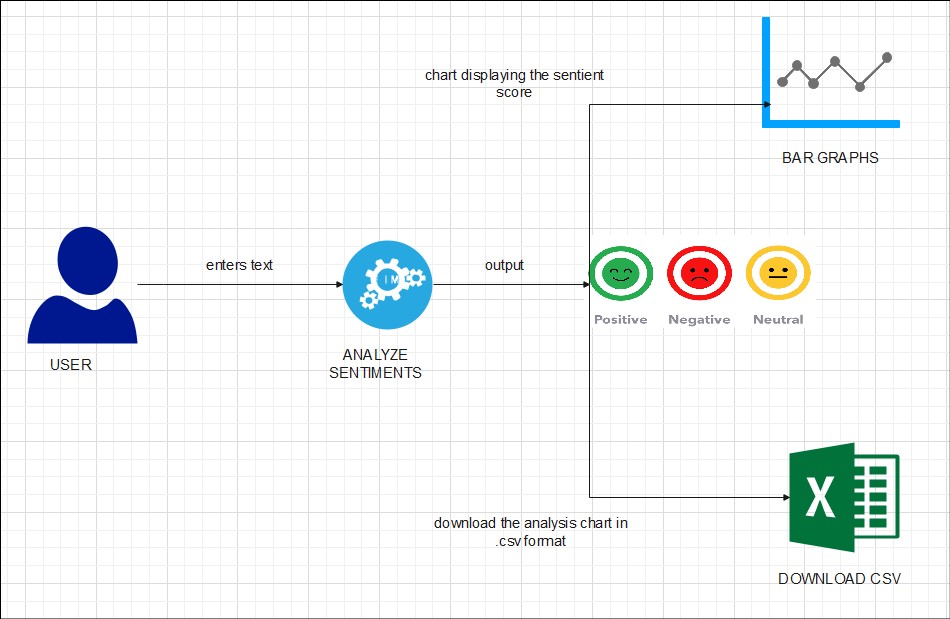 chart displaying the sentient
score
BAR GRAPHS
enters text
output
IM
Positive
Negative
Neutral
USER
ANALYZE
SENTIMENTS
X
download the analysis chart in
.csv format
DOWNLOAD CSV